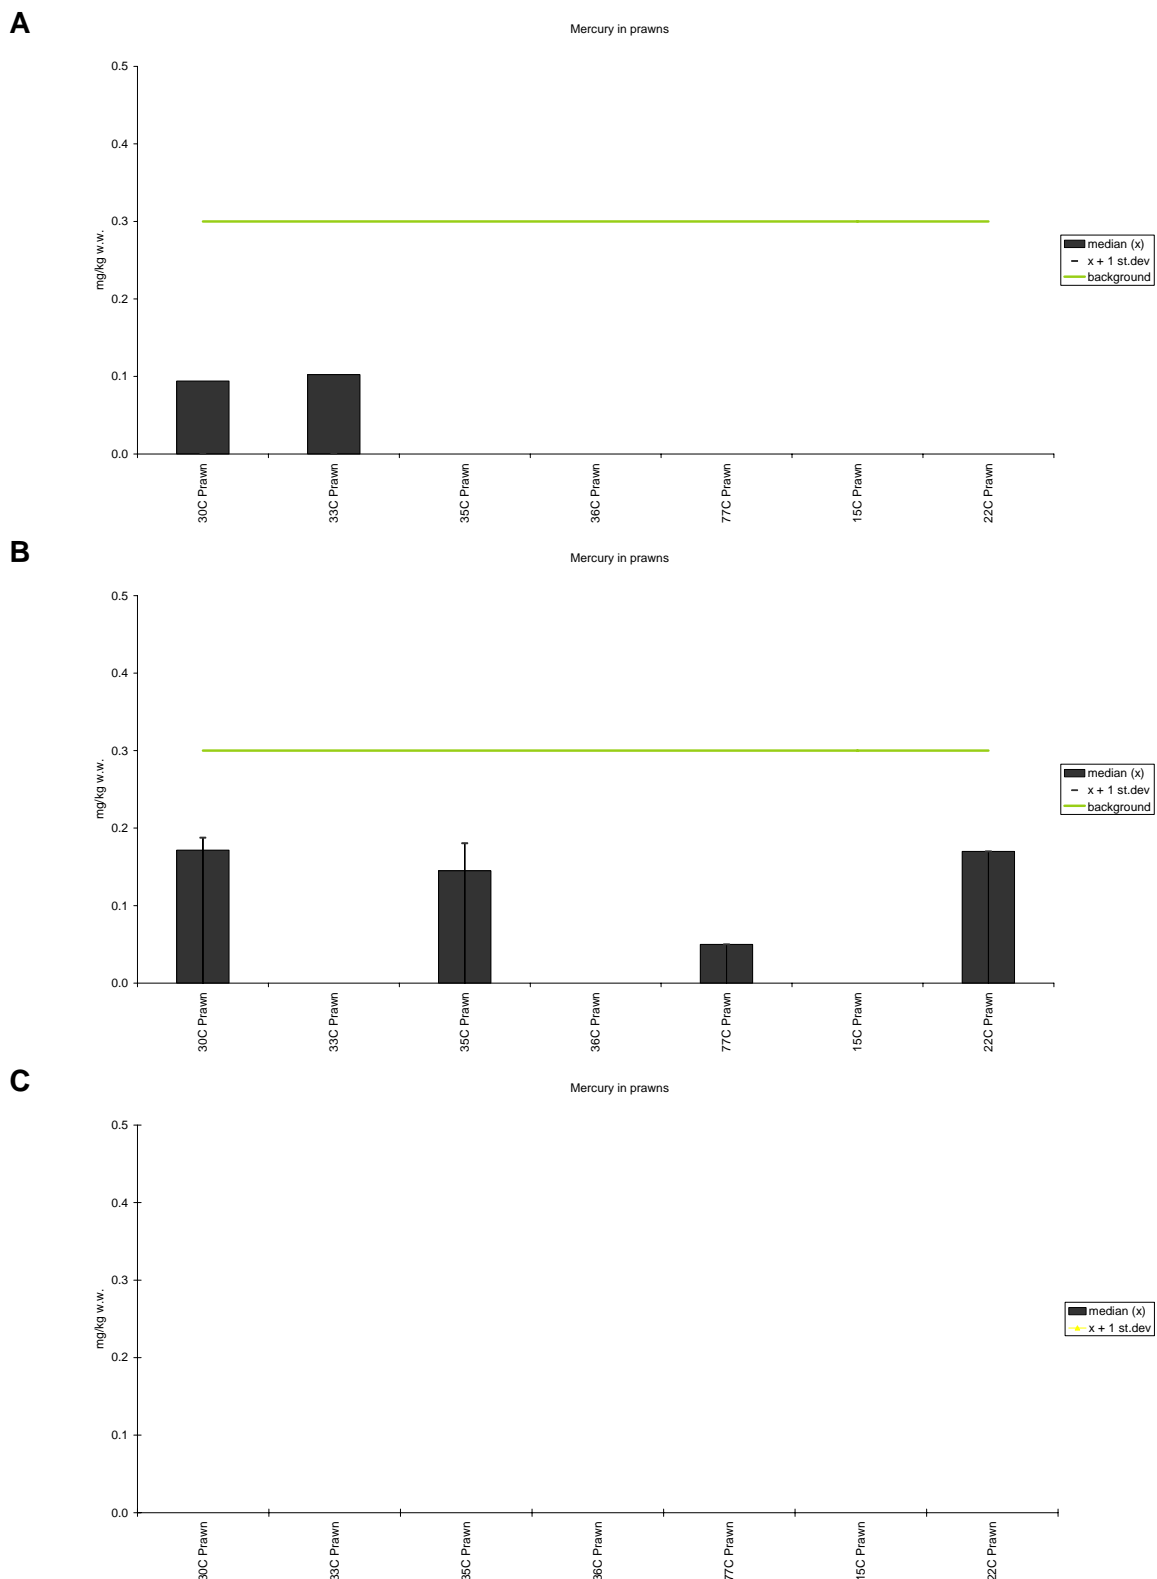 A
Mercury in prawns
0.5
0.4
0.3
0.2
0.1
0.0
mg/kg w.w.
30C Prawn
33C Prawn
35C Prawn
36C Prawn
77C Prawn
15C Prawn
22C Prawn
median (x)
x + 1 st.dev
background
B
Mercury in prawns
0.5
0.4
0.3
0.2
0.1
0.0
mg/kg w.w.
30C Prawn
33C Prawn
35C Prawn
36C Prawn
77C Prawn
15C Prawn
22C Prawn
median (x)
x + 1 st.dev
background
C
Mercury in prawns
0.5
0.4
0.3
0.2
0.1
0.0
mg/kg w.w.
30C Prawn
33C Prawn
35C Prawn
36C Prawn
77C Prawn
15C Prawn
22C Prawn
median (x)
x + 1 st.dev